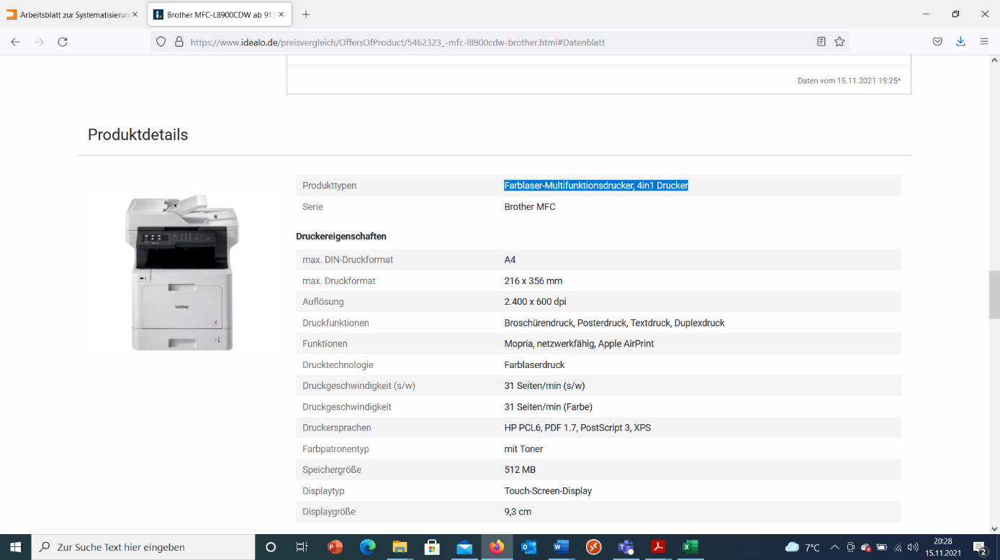 Arbeitsblatt zur Systematisierun
Brother MFC-L8900CDW ab 915
https://www.idealo.de/preisvergleich/OffersOfProduct/5462323_-mfc-l8900cdw-brother.html#Datenblatt
Daten vom 15.11.2021 19:25*
Produktdetails
Produkttypen Farblaser-Multifunktionsdrucker, 4in1 Drucker
Serie Brother MFC
Druckereigenschaften
max. DIN-Druckformat A4
max. Druckformat 216 x 356 mm
Auflösung 2.400 x 600 dpi
Druckfunktionen Broschürendruck, Posterdruck, Textdruck, Duplexdruck
Funktionen Mopria, netzwerkfähig, Apple AirPrint
Drucktechnologie Farblaserdruck
Druckgeschwindigkeit (s/w) 31 Seiten/min (s/w)
Druckgeschwindigkeit 31 Seiten/min (Farbe)
Druckersprachen HP PCL6, PDF 1.7, PostScript 3, XPS
Farbpatronentyp mit Toner
Speichergröße 512 MB
Displaytyp Touch-Screen-Display
Displaygröße 9,3 cm
brother
Zur Suche Text hier eingeben
7°C
20:28
15.11.2021
2